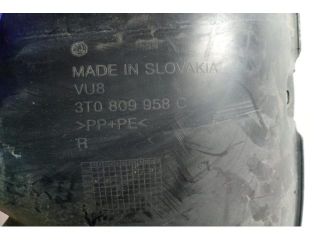 MADE IN SLOVAKIA
VU8
3T0 809 958 C
>PP+PE<
R